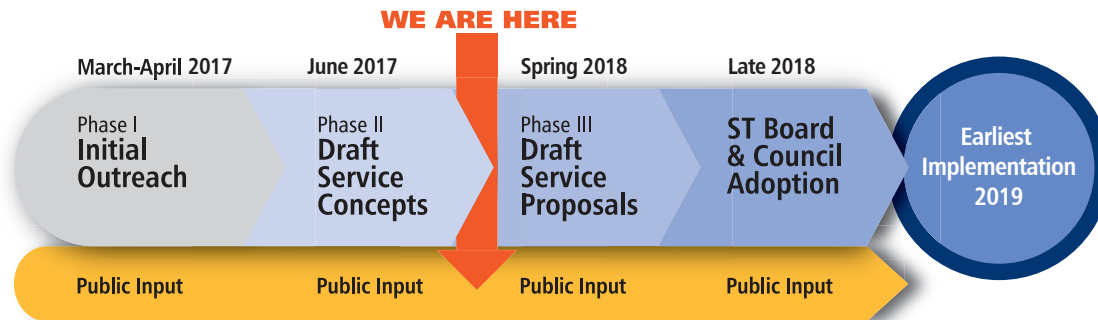 WE ARE HERE
March-April 2017
June 2017
Spring 2018
Late 2018
Phase I
Initial
Outreach
Phase II
Draft
Service
Concepts
Phase III
Draft
Service
Proposals
ST Board
& Council
Adoption
Earliest
Implementation
2019
Public Input
Public Input
Public Input
Public Input